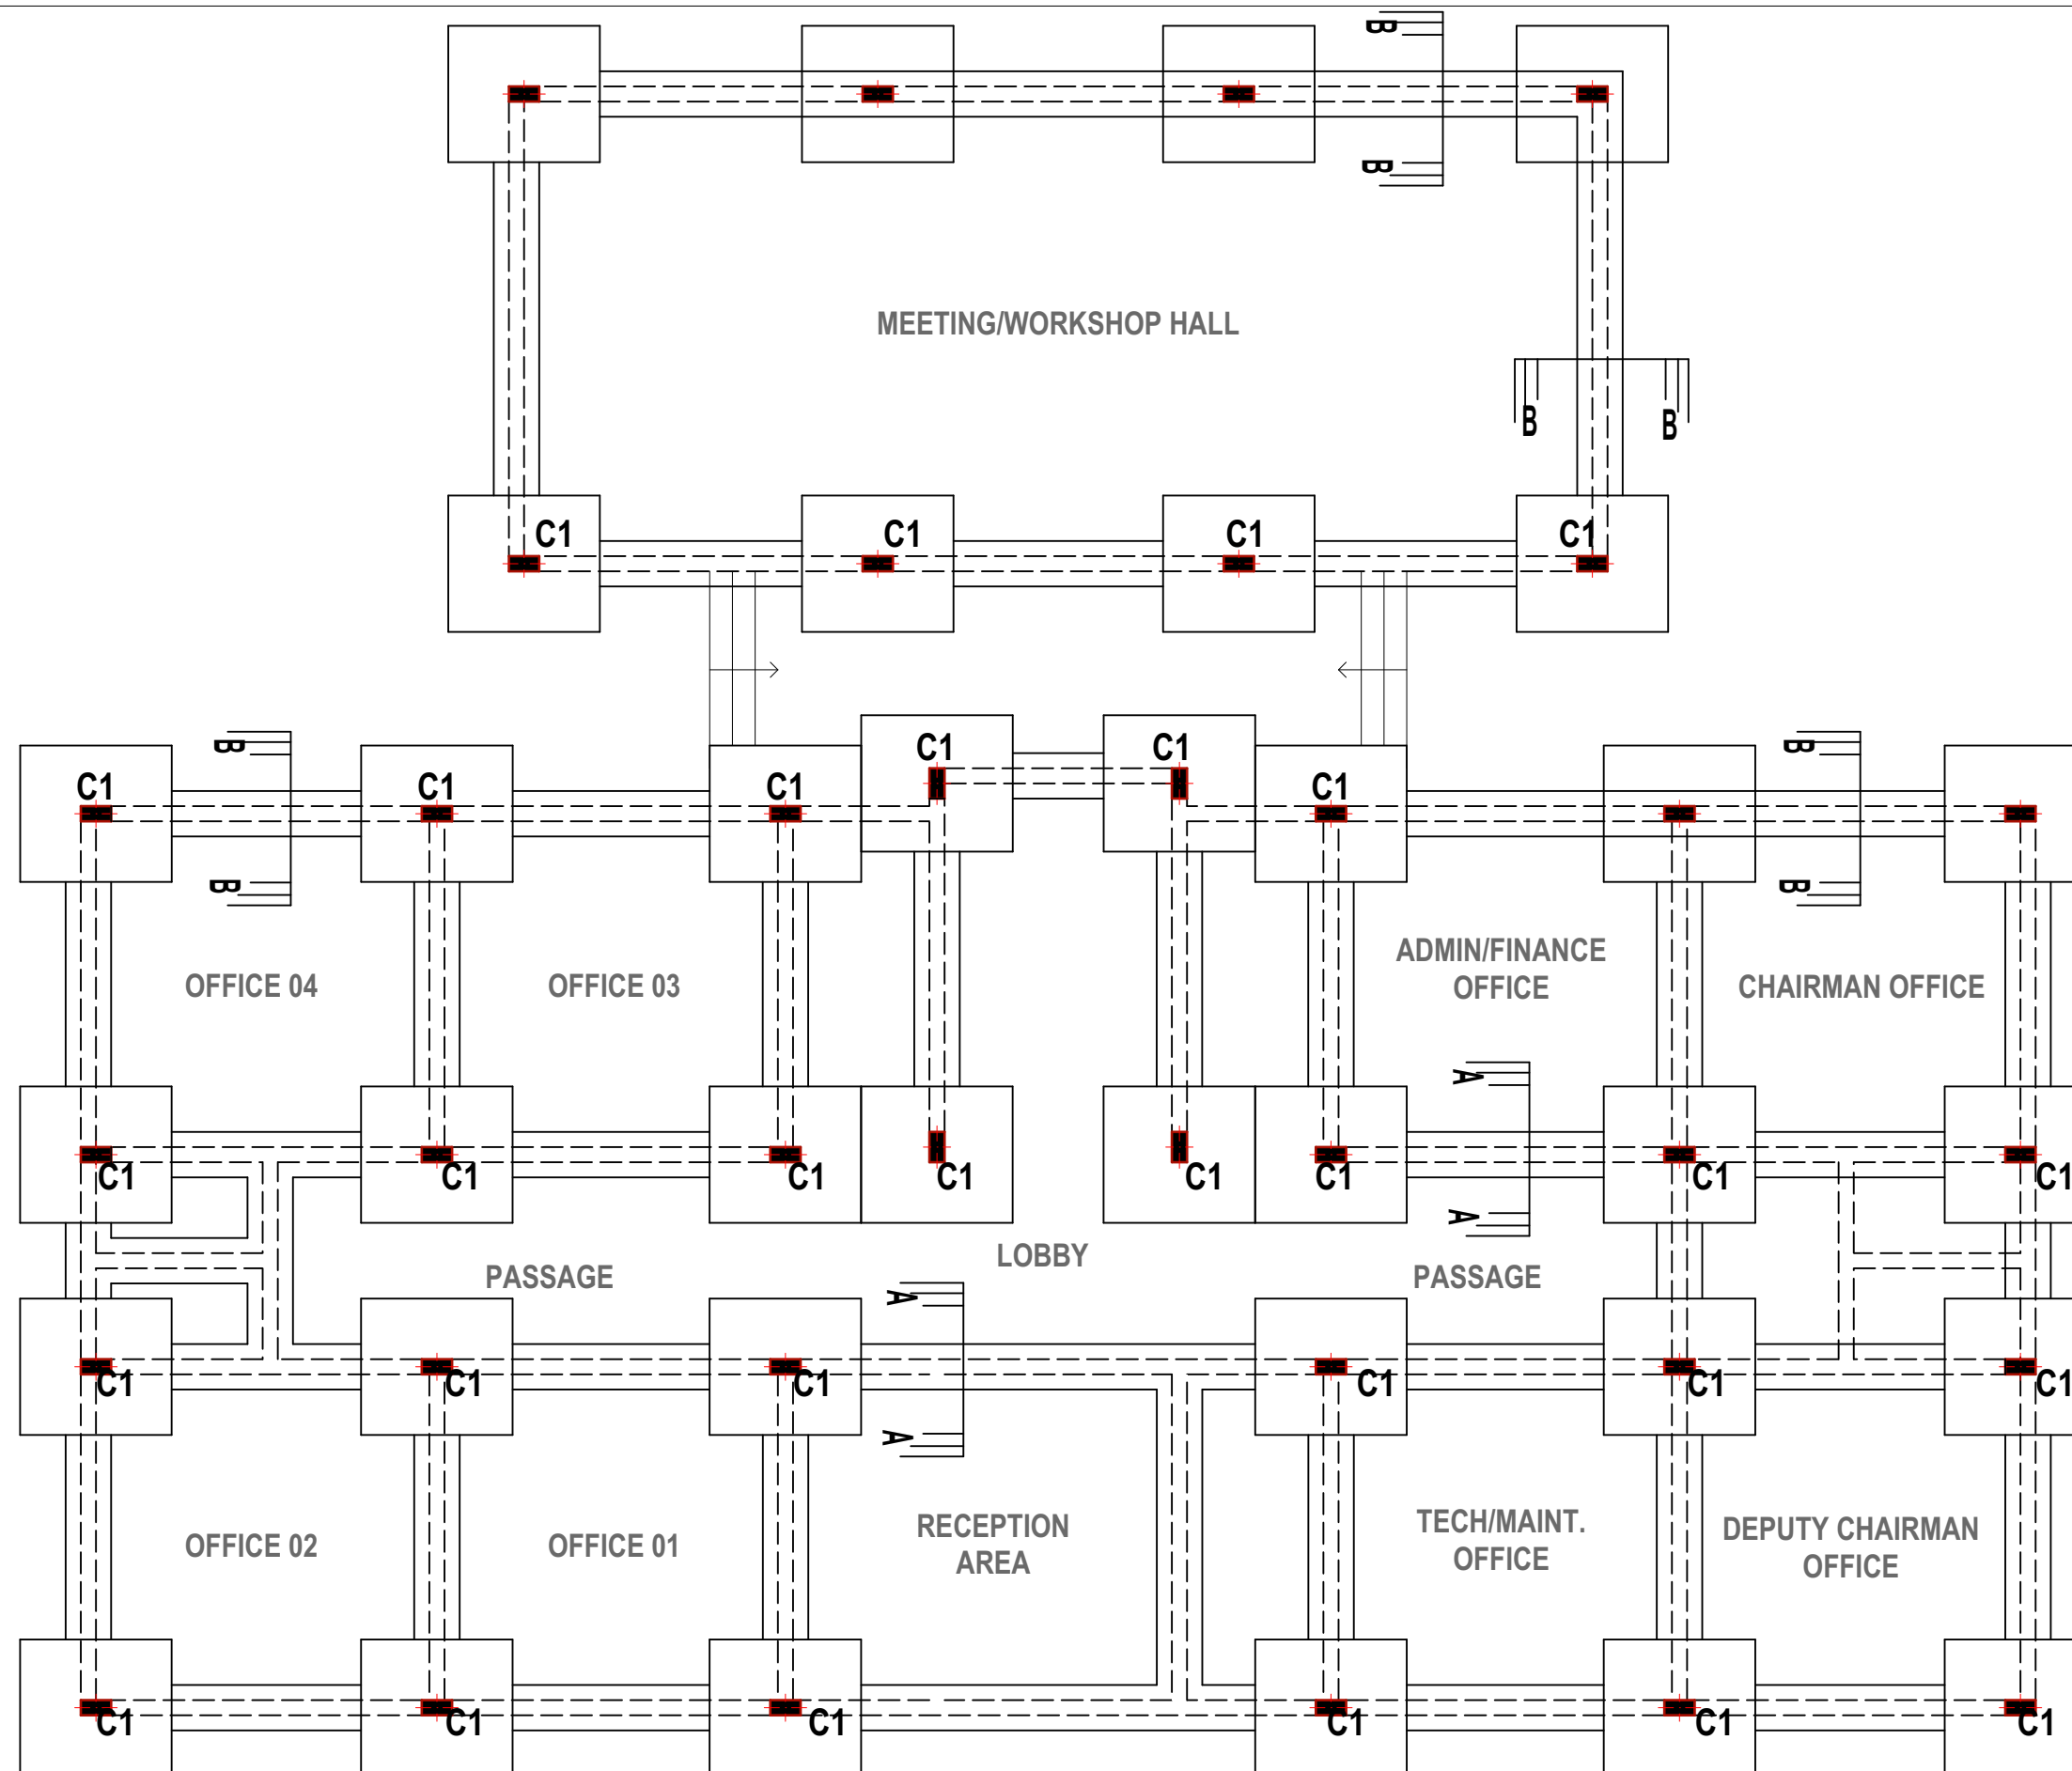 B
B
MEETING/WORKSHOP HALL
B B
C1 C1 C1 C1
C1 C1
B B
C1 C1 C1 C1
B B
ADMIN/FINANCE
OFFICE
OFFICE 04 OFFICE 03 CHAIRMAN OFFICE
A
C1 C1 C1 C1 C1 C1 C1 C1
A
LOBBY
PASSAGE PASSAGE
A
C1 C1 C1 C1 C1 C1
A
RECEPTION
AREA
TECH/MAINT.
OFFICE
DEPUTY CHAIRMAN
OFFICE
OFFICE 02 OFFICE 01
C1 C1 C1 C1 C1 C1